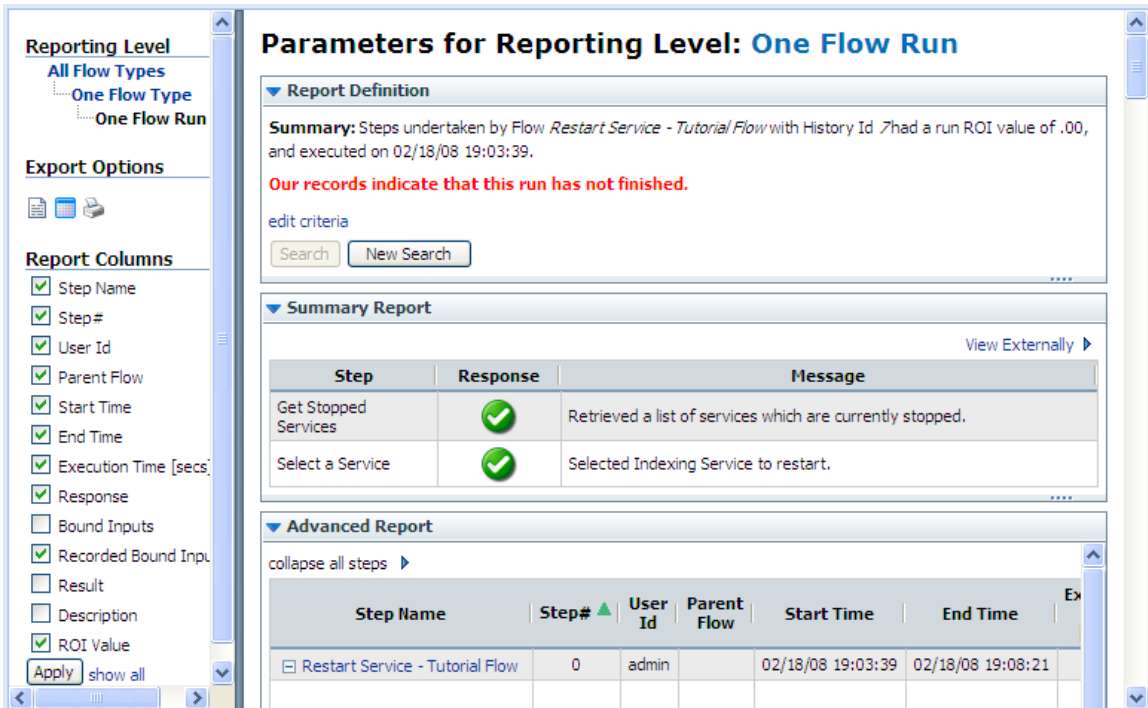 Reporting Level
All Flow Types
One Flow Type
One Flow Run
Export Options
Report Columns
Step Name
Step#
User Id
Parent Flow
Start Time
End Time
Execution Time [secs]
Response
Bound Inputs
Recorded Bound Inpu
Result
Description
ROI Value
Apply show all
Parameters for Reporting Level: One Flow Run
Report Definition
Summary: Steps undertaken by Flow Restart Service - Tutorial Flow with History Id 7 had a run ROI value of .00,
and executed on 02/18/08 19:03:39.
Our records indicate that this run has not finished.
edit criteria
Search New Search
Summary Report
View Externally
Step Response Message
Get Stopped
Services
Retrieved a list of services which are currently stopped.
Select a Service Selected Indexing Service to restart.
Advanced Report
collapse all steps
Step Name Step# User Id Parent Flow Start Time End Time Ex
Restart Service - Tutorial Flow 0 admin 02/18/08 19:03:39 02/18/08 19:08:21